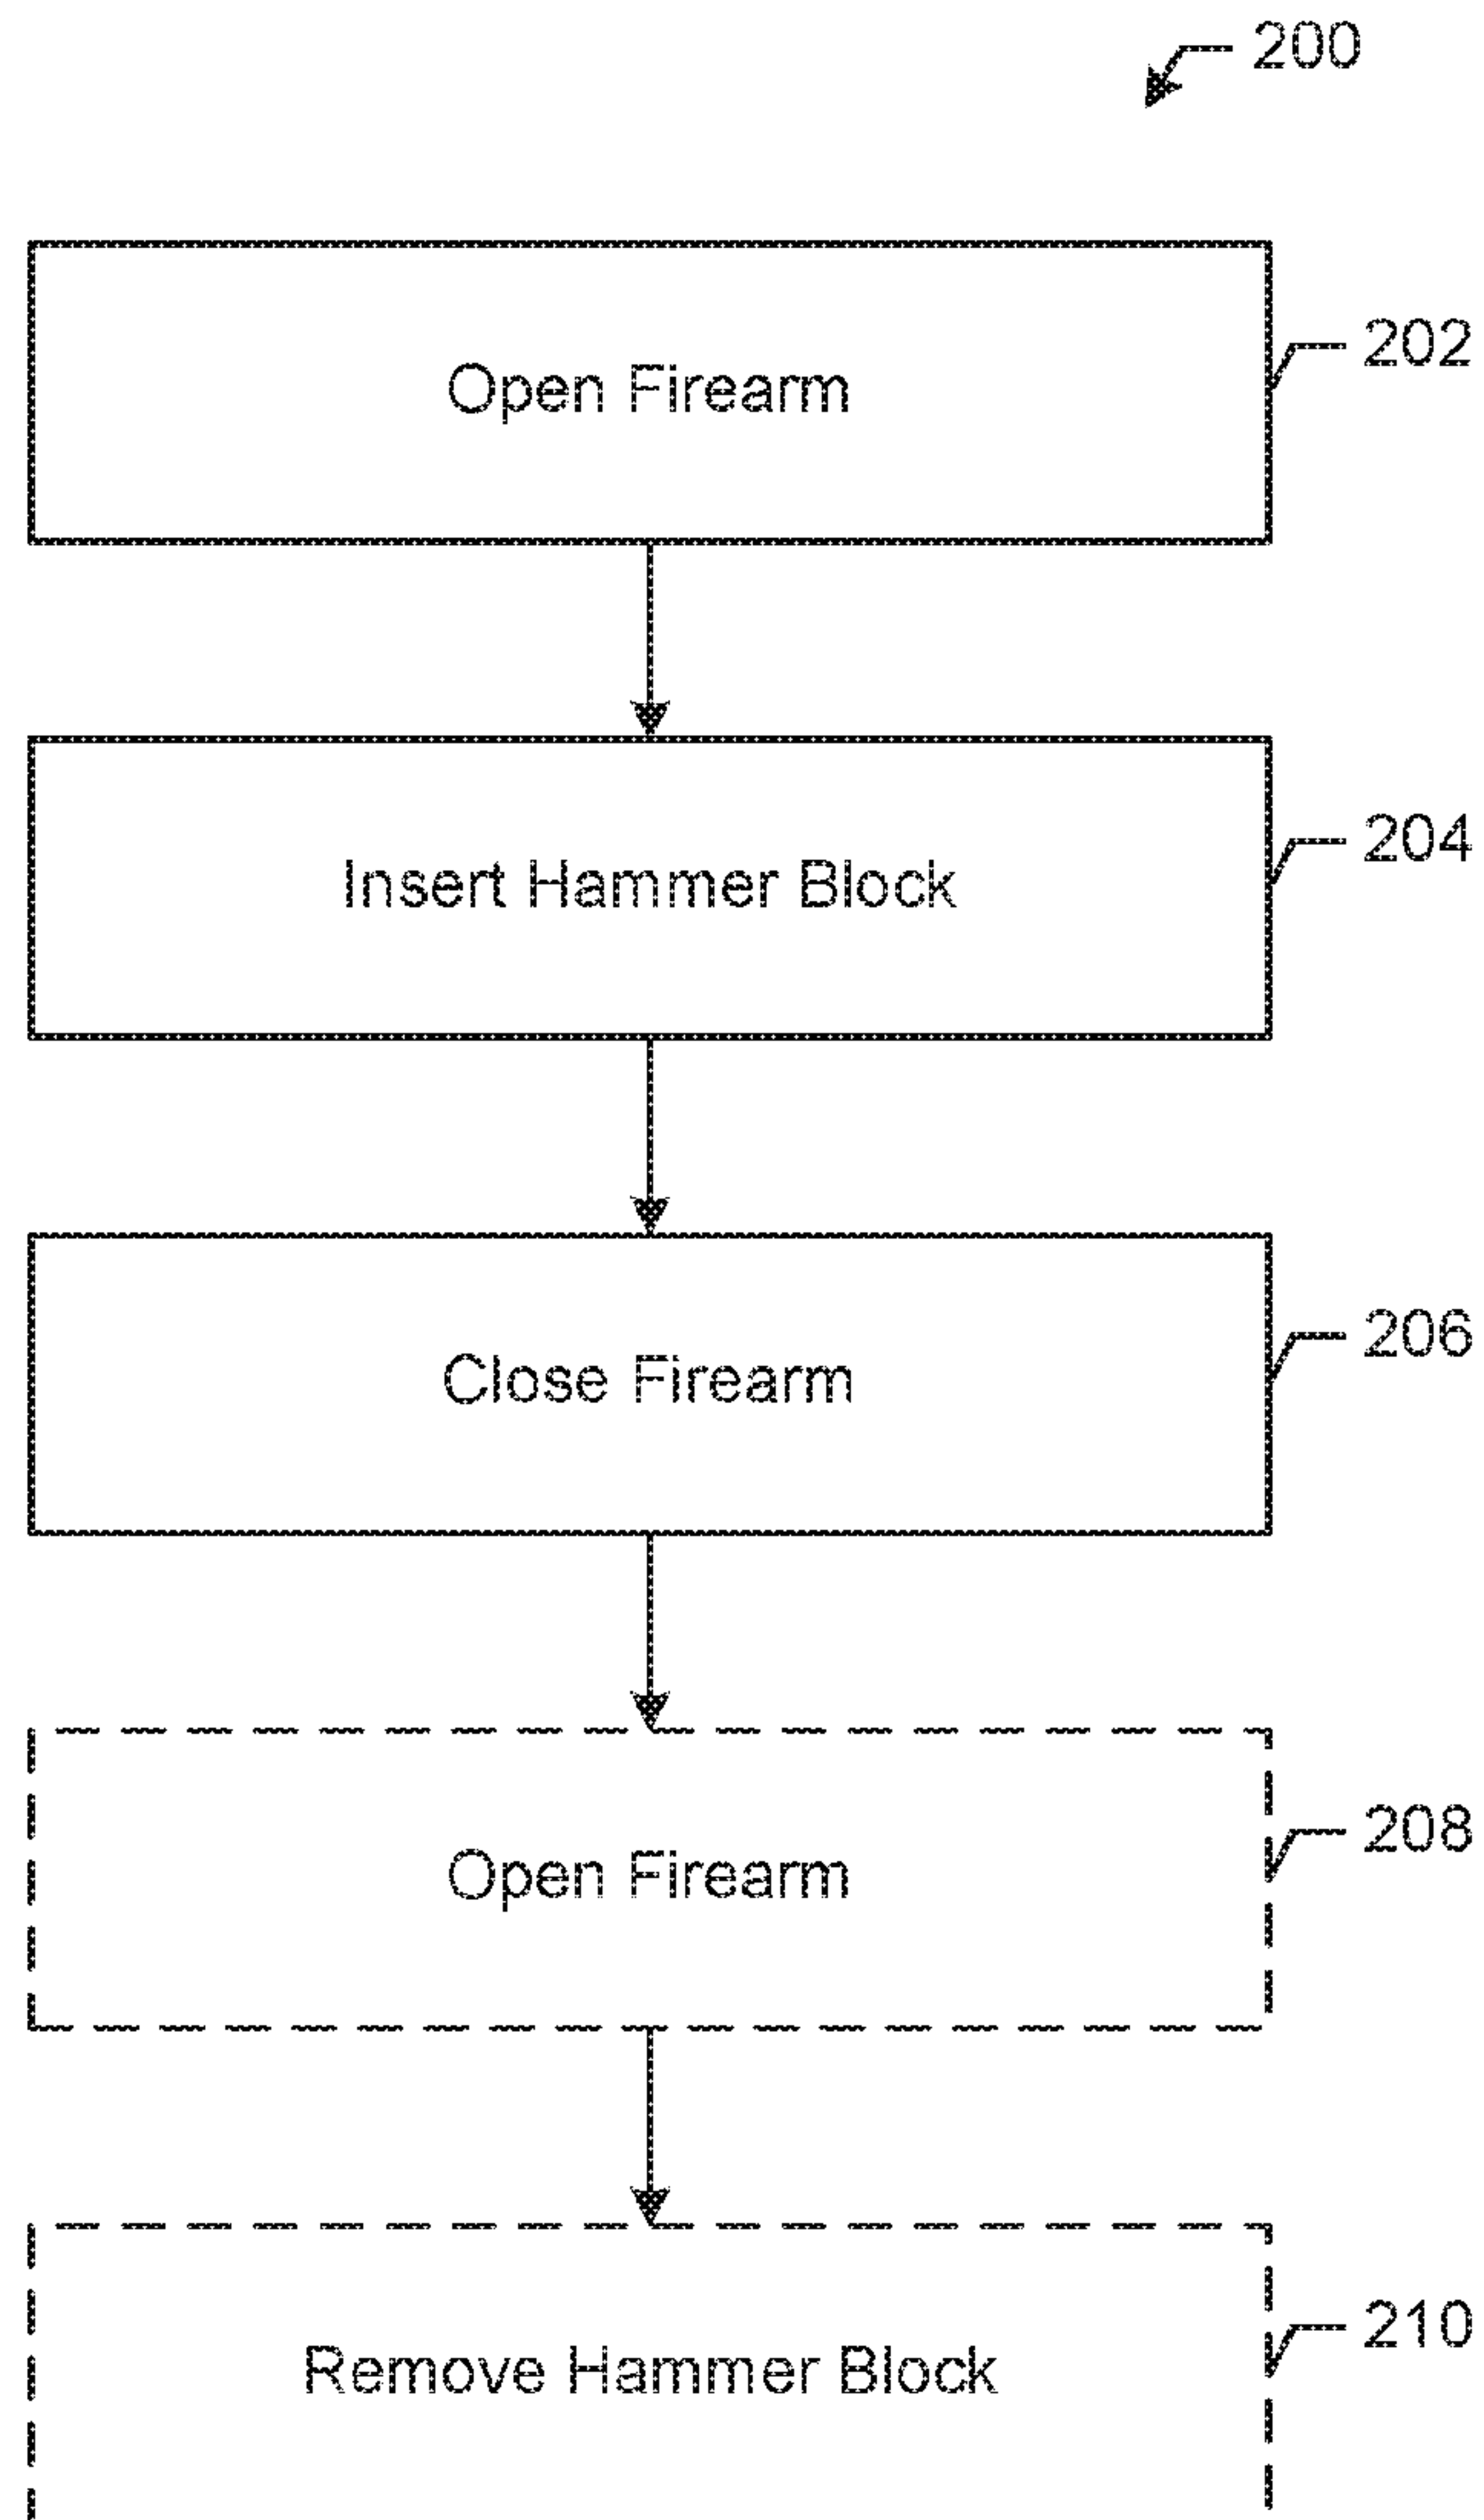 200
Open Firearm
202
Insert Hammer Block
204
Close Firearm
206
Open Firearm
208
Remove Hammer Block
210